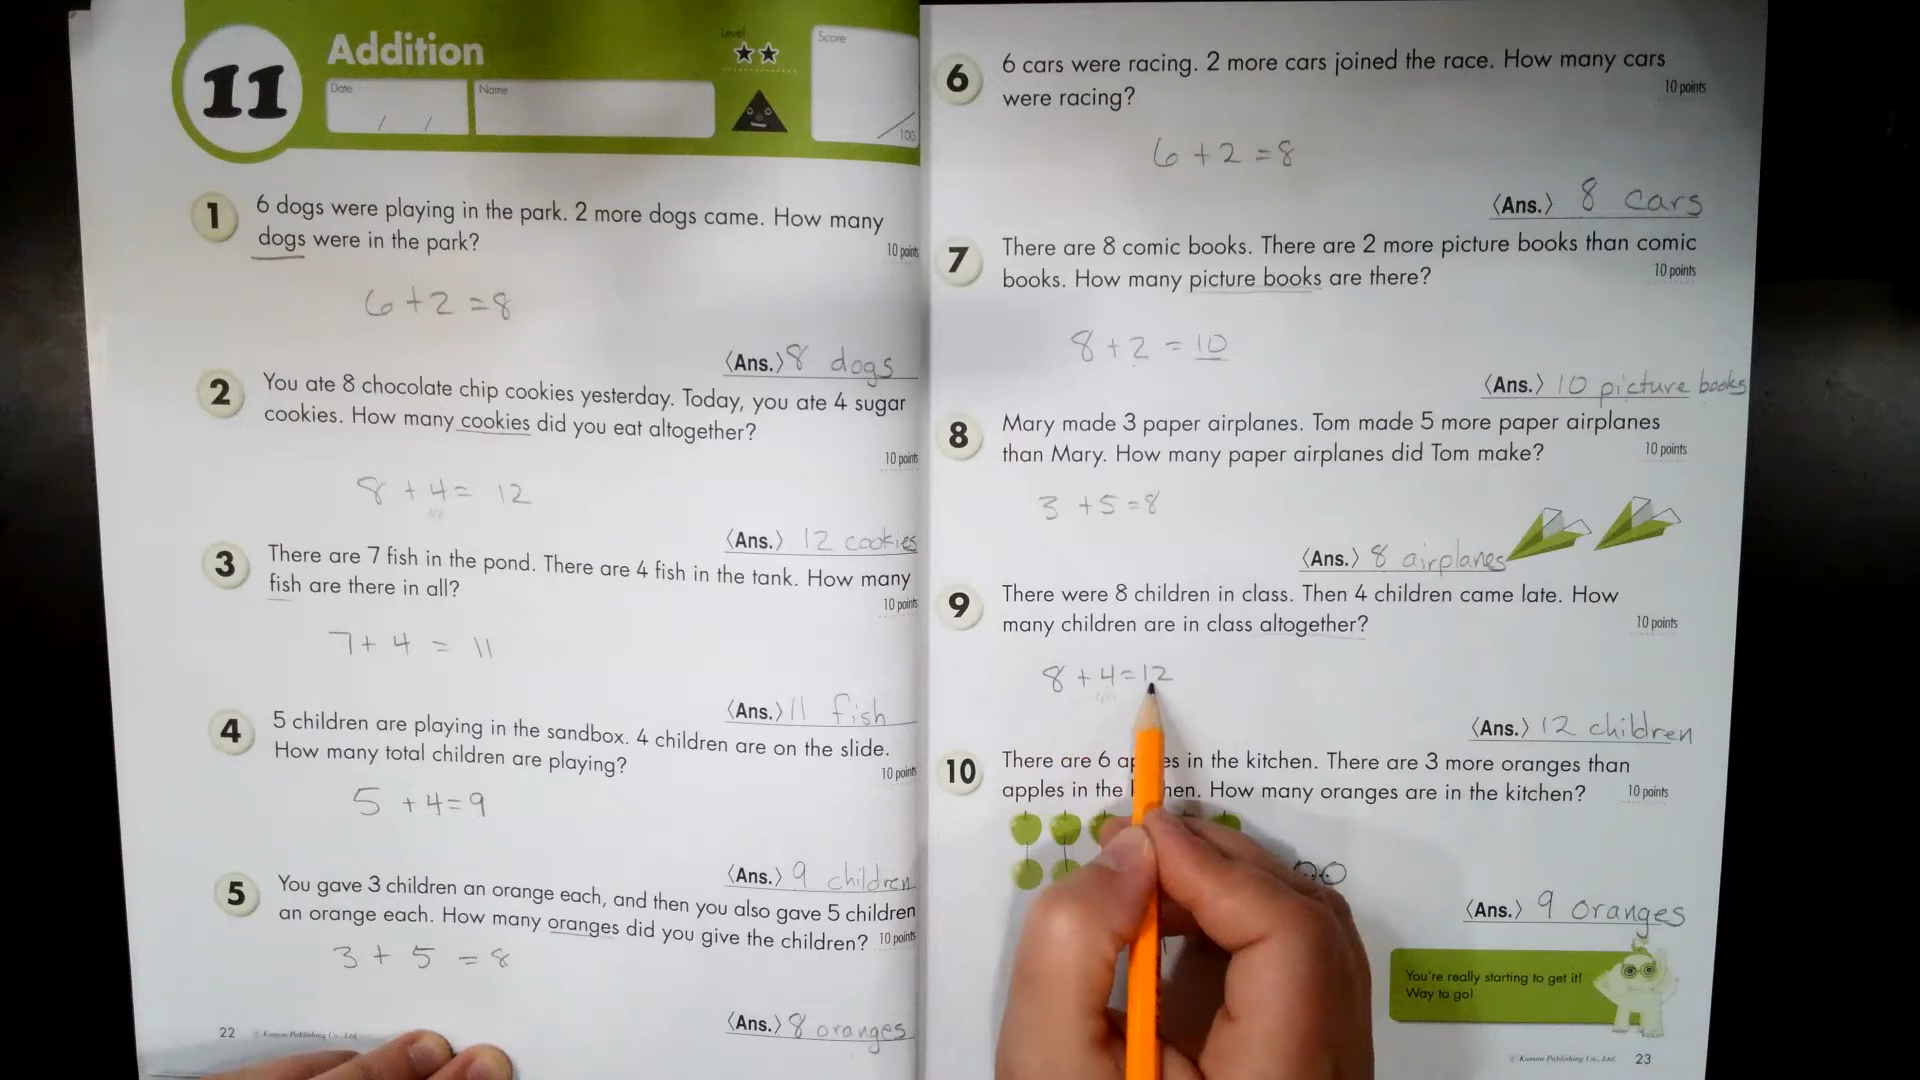 11
Addition
Level
Score
Date
Name
/ /
/100
1
6 dogs were playing in the park. 2 more dogs came. How many
dogs were in the park?
10 points
6 + 2 = 8
〈Ans.〉 8 dogs
2
You ate 8 chocolate chip cookies yesterday. Today, you ate 4 sugar
cookies. How many cookies did you eat altogether?
10 points
8 + 4 = 12
〈Ans.〉 12 cookies
3
There are 7 fish in the pond. There are 4 fish in the tank. How many
fish are there in all?
10 points
7 + 4 = 11
〈Ans.〉 11 fish
4
5 children are playing in the sandbox. 4 children are on the slide.
How many total children are playing?
10 points
5 + 4 = 9
〈Ans.〉 9 children
5
You gave 3 children an orange each, and then you also gave 5 children
an orange each. How many oranges did you give the children?
10 points
3 + 5 = 8
〈Ans.〉 8 oranges
22
© Kumon Publishing Co., Ltd.
6
6 cars were racing. 2 more cars joined the race. How many cars
were racing?
10 points
6 + 2 = 8
〈Ans.〉 8 cars
7
There are 8 comic books. There are 2 more picture books than comic
books. How many picture books are there?
10 points
8 + 2 = 10
〈Ans.〉 10 picture books
8
Mary made 3 paper airplanes. Tom made 5 more paper airplanes
than Mary. How many paper airplanes did Tom make?
10 points
3 + 5 = 8
〈Ans.〉 8 airplanes
9
There were 8 children in class. Then 4 children came late. How
many children are in class altogether?
10 points
8 + 4 = 12
〈Ans.〉 12 children
10
There are 6 in the kitchen. There are 3 more oranges than
apples in the How many oranges are in the kitchen?
10 points
〈Ans.〉 9 oranges
You're really starting to get it!
Way to go!
© Kumon Publishing Co., Ltd.
23